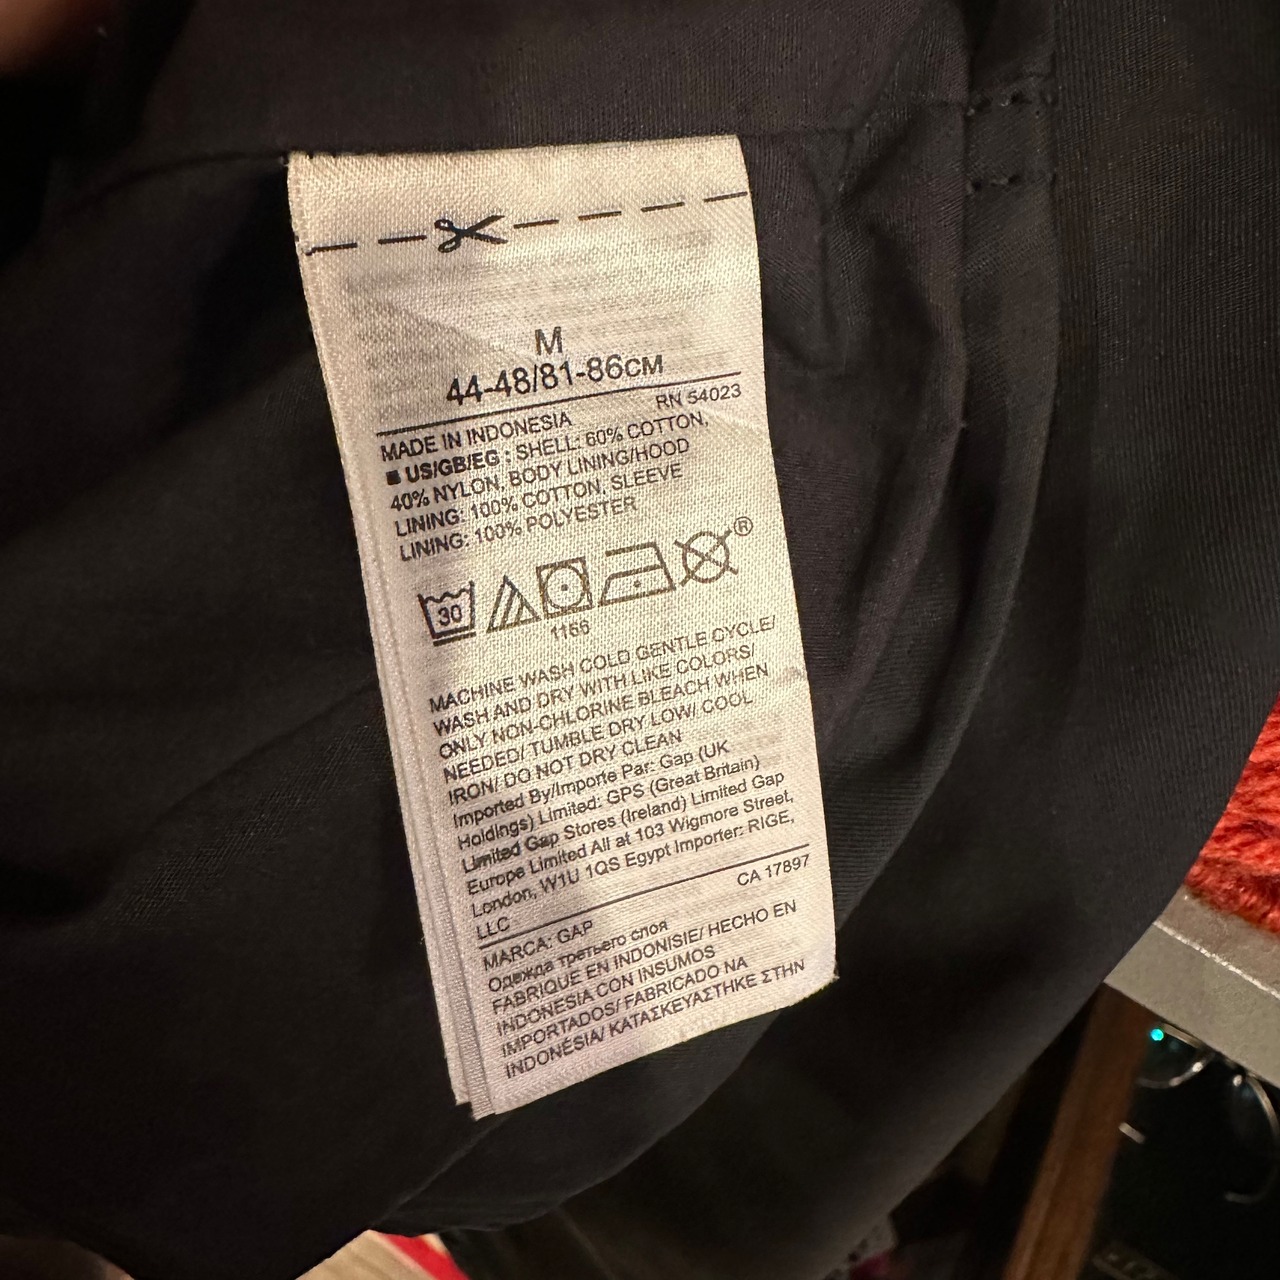 M
44-48/81-86CM
RN 54023
MADE IN INDONESIA
■ US/GB/EG : SHELL: 60% COTTON,
40% NYLON, BODY LINING/HOOD
LINING: 100% COTTON, SLEEVE
LINING: 100% POLYESTER
30
®
1166
MACHINE WASH COLD GENTLE CYCLE/
WASH AND DRY WITH LIKE COLORS/
ONLY NON-CHLORINE BLEACH WHEN
NEEDED/ TUMBLE DRY LOW/ COOL
IRON/ DO NOT DRY CLEAN
Imported By/Importe Par: Gap (UK
Holdings) Limited: GPS (Great Britain)
Limited Gap Stores (Ireland) Limited Gap
Europe Limited All at 103 Wigmore Street,
London, W1U 1QS Egypt Importer: RIGE,
LLC
CA 17897
MARCA: GAP
Одежда третьего слоя
FABRIQUE EN INDONISIE/ HECHO EN
INDONESIA CON INSUMOS
IMPORTADOS/ FABRICADO NA
INDONÉSIA/ ΚΑΤΑΣΚΕΥΑΣΤΗΚΕ ΣΤΗΝ